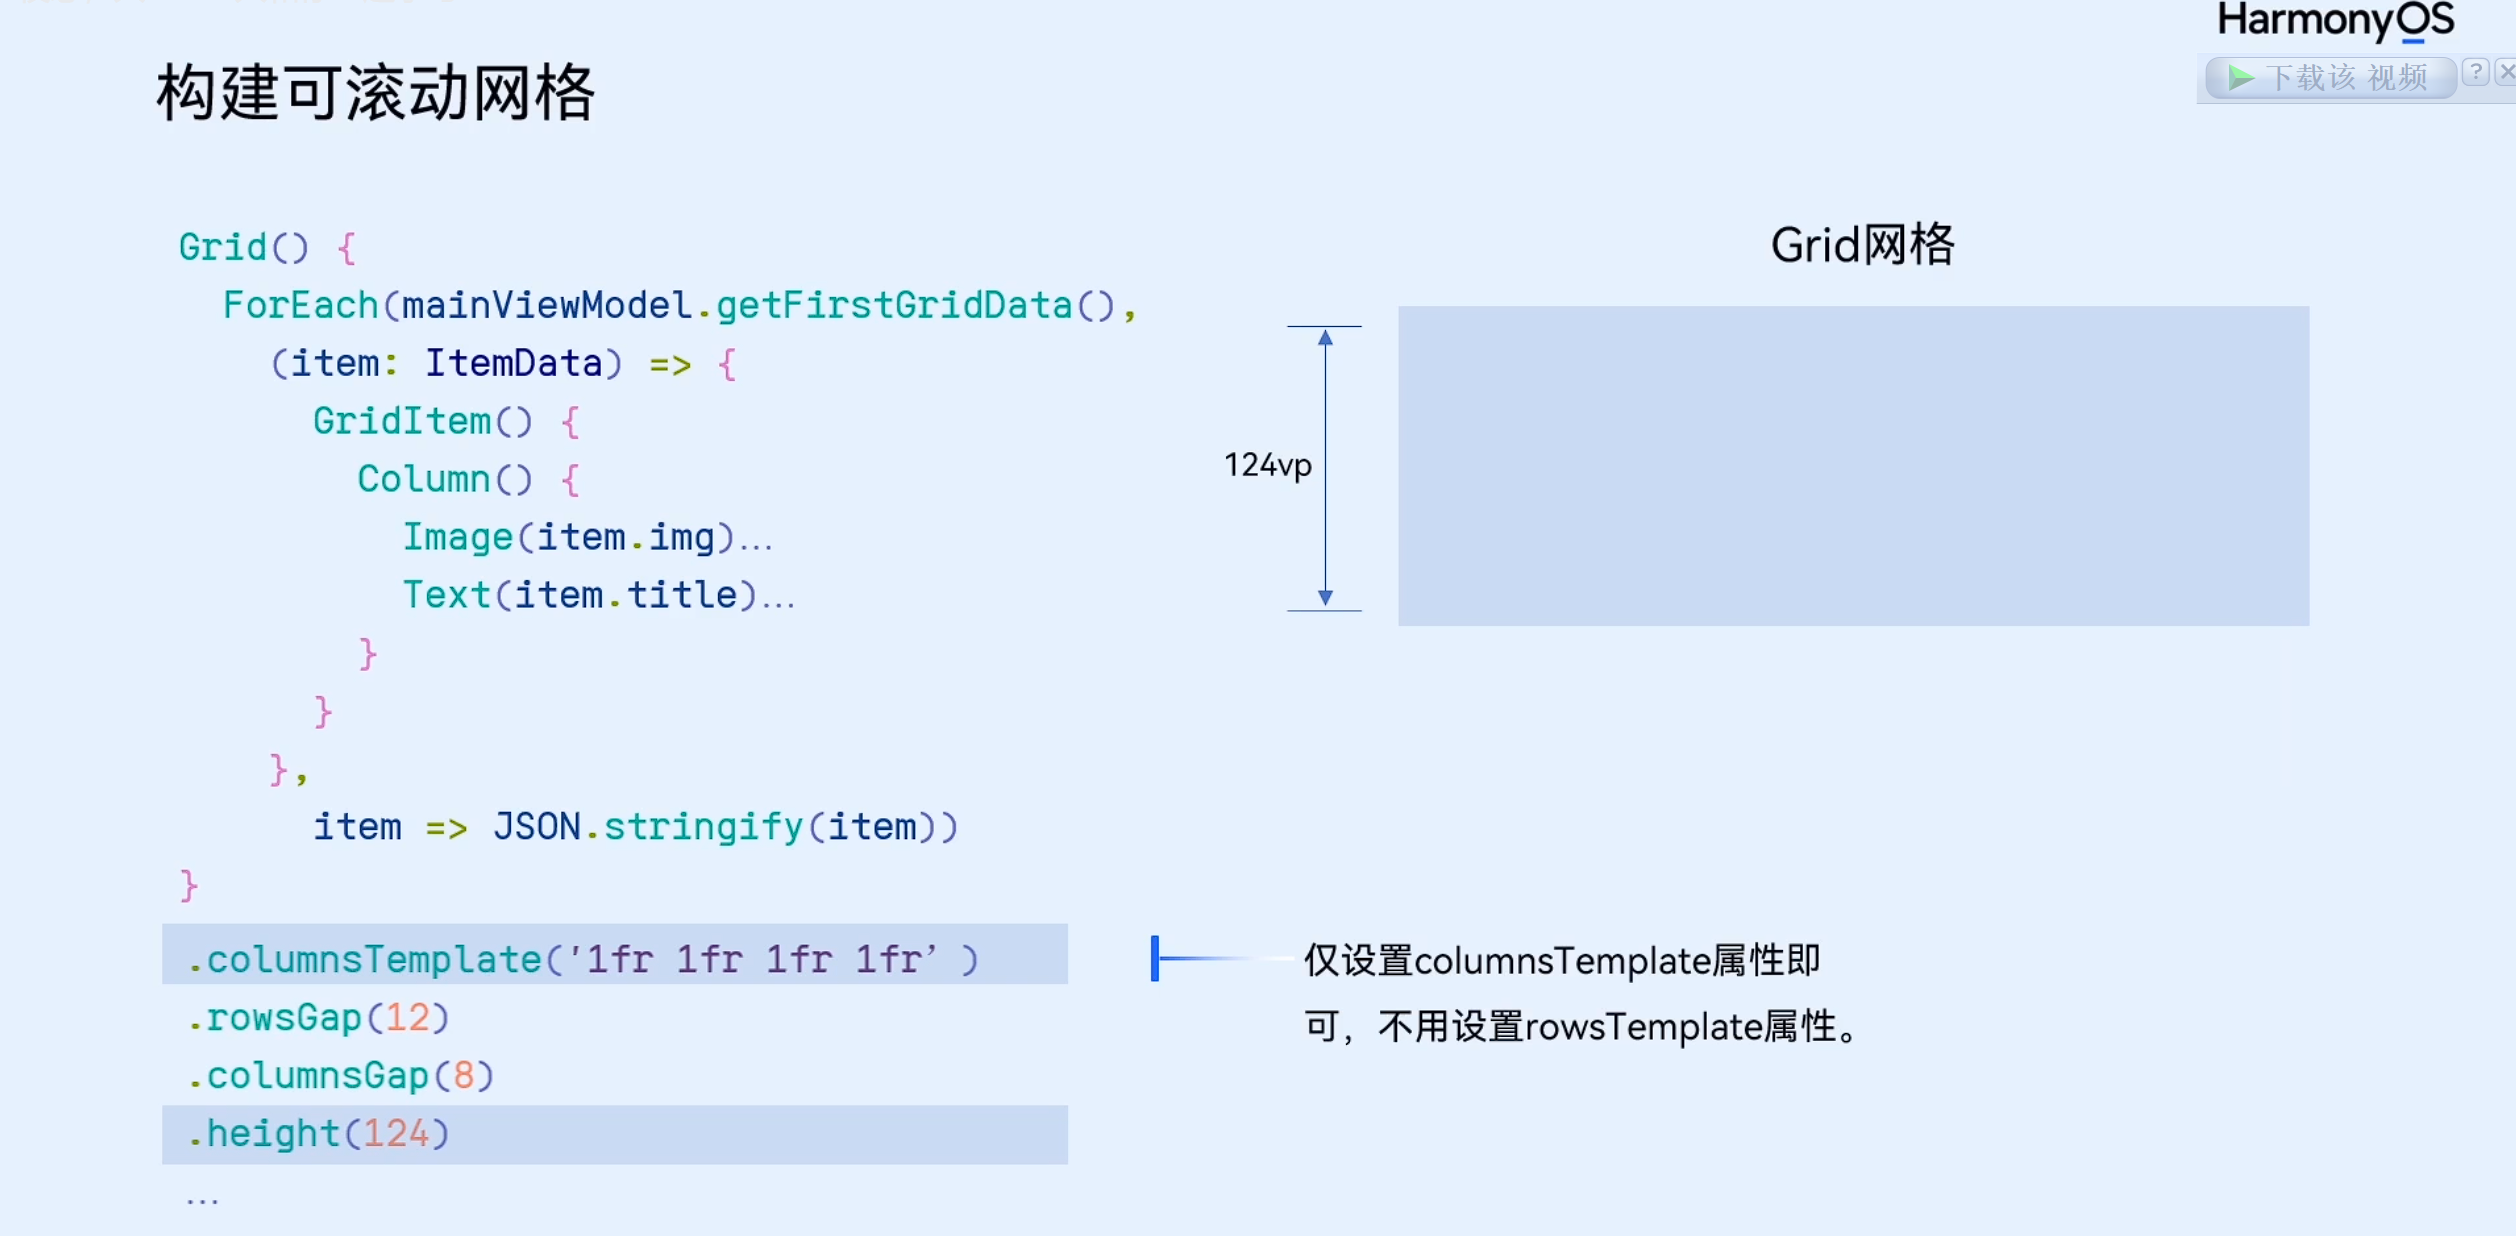 HarmonyOS
下载该 视频
?
构建可滚动网格
Grid() {
ForEach(mainViewModel.getFirstGridData(),
(item: ItemData) => {
GridItem() {
Column() {
Image(item.img)...
Text(item.title)...
}
}
},
item => JSON.stringify(item))
}
.columnsTemplate('1fr 1fr 1fr 1fr’ )
.rowsGap(12)
.columnsGap(8)
.height(124)
...
Grid网格
124vp
仅设置columnsTemplate属性即
可，不用设置rowsTemplate属性。